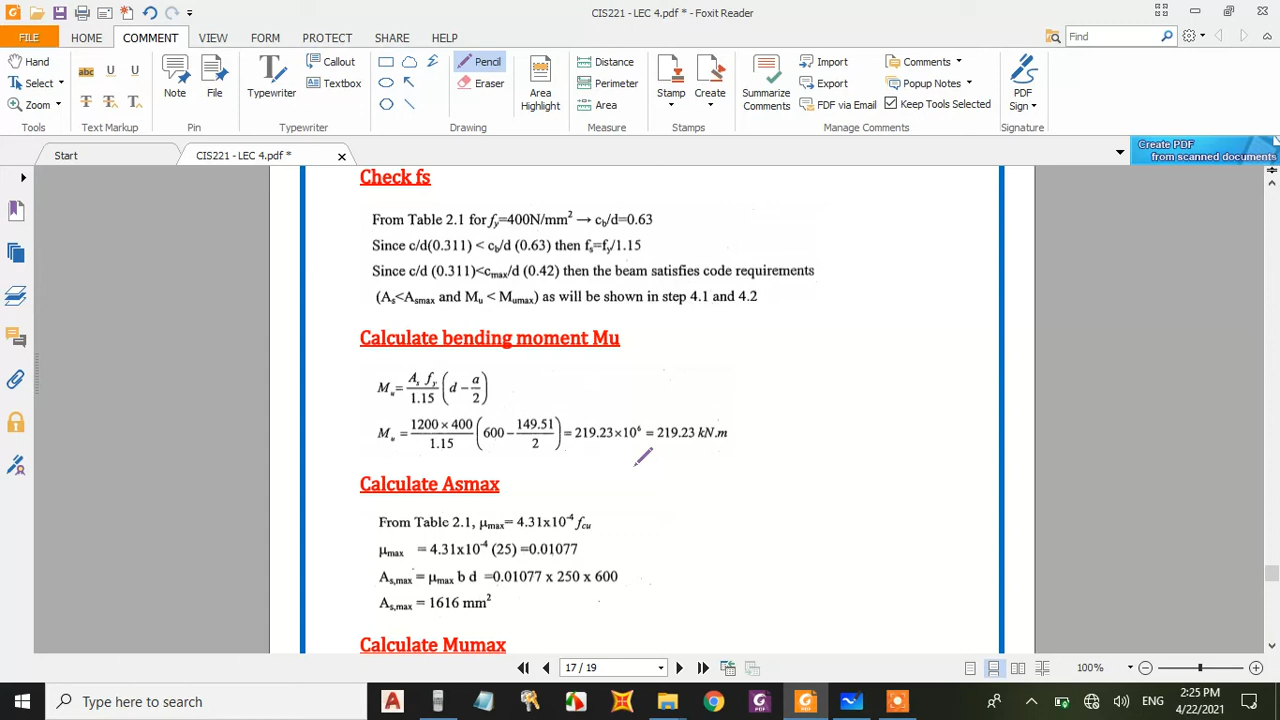 CIS221 - LEC 4.pdf * - Foxit Reader
FILE HOME COMMENT VIEW FORM PROTECT SHARE HELP
Find
Hand
Select
Zoom
Tools
abc U U
T T T
Text Markup
Note
File
Pin
Typewriter
Callout
Textbox
Typewriter
Pencil
Eraser
Drawing
Area
Highlight
Distance
Perimeter
Area
Measure
Stamp
Create
Stamps
Summarize
Comments
Import
Export
FDF via Email
Comments
Popup Notes
Keep Tools Selected
Manage Comments
PDF
Sign
Signature
Start
CIS221 - LEC 4.pdf *
Create PDF
from scanned documents
Check fs
From Table 2.1 for fy=400N/mm² → cb/d=0.63
Since c/d(0.311) < cb/d (0.63) then fs=fy/1.15
Since c/d (0.311)<cmax/d (0.42) then the beam satisfies code requirements
(As<Asmax and Mu < Mumax) as will be shown in step 4.1 and 4.2
Calculate bending moment Mu
Mu = As fy / 1.15 (d − a/2)
Mu = 1200 × 400 / 1.15 (600 − 149.51 / 2) = 219.23×10⁶ = 219.23 kN.m
Calculate Asmax
From Table 2.1, μmax= 4.31x10⁻⁴ fcu
μmax = 4.31x10⁻⁴ (25) =0.01077
As,max = μmax b d =0.01077 x 250 x 600
As,max = 1616 mm²
Calculate Mumax
17 / 19
100%
Type here to search
ENG
2:25 PM
4/22/2021